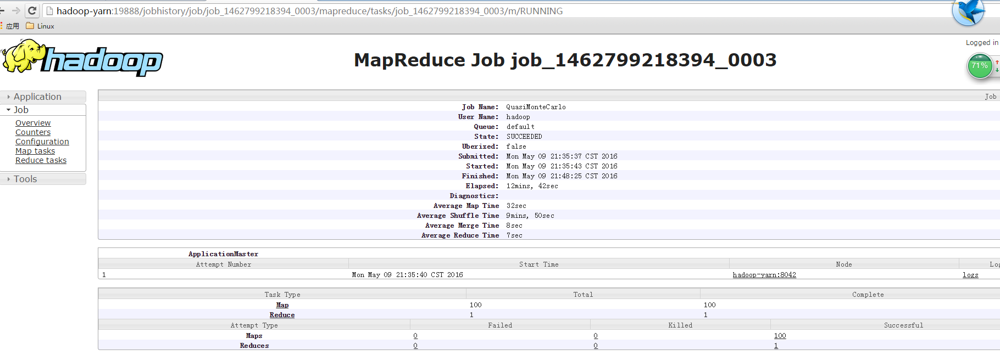 hadoop-yarn:19888/jobhistory/job/job_1462799218394_0003/mapreduce/tasks/job_1462799218394_0003/m/RUNNING
应用 Linux
Logged in
hadoop
MapReduce Job job_1462799218394_0003
71%
Application
Job
Overview
Counters
Configuration
Map tasks
Reduce tasks
Tools
Job
Job Name: QuasiMonteCarlo
User Name: hadoop
Queue: default
State: SUCCEEDED
Uberized: false
Submitted: Mon May 09 21:35:37 CST 2016
Started: Mon May 09 21:35:43 CST 2016
Finished: Mon May 09 21:48:25 CST 2016
Elapsed: 12mins, 42sec
Diagnostics:
Average Map Time 32sec
Average Shuffle Time 9mins, 50sec
Average Merge Time 8sec
Average Reduce Time 7sec
ApplicationMaster
Attempt Number Start Time Node
1 Mon May 09 21:35:40 CST 2016 hadoop-yarn:8042 logs
Task Type Total Complete
Map 100 100
Reduce 1 1
Attempt Type Failed Killed Successful
Maps 0 0 100
Reduces 0 0 1